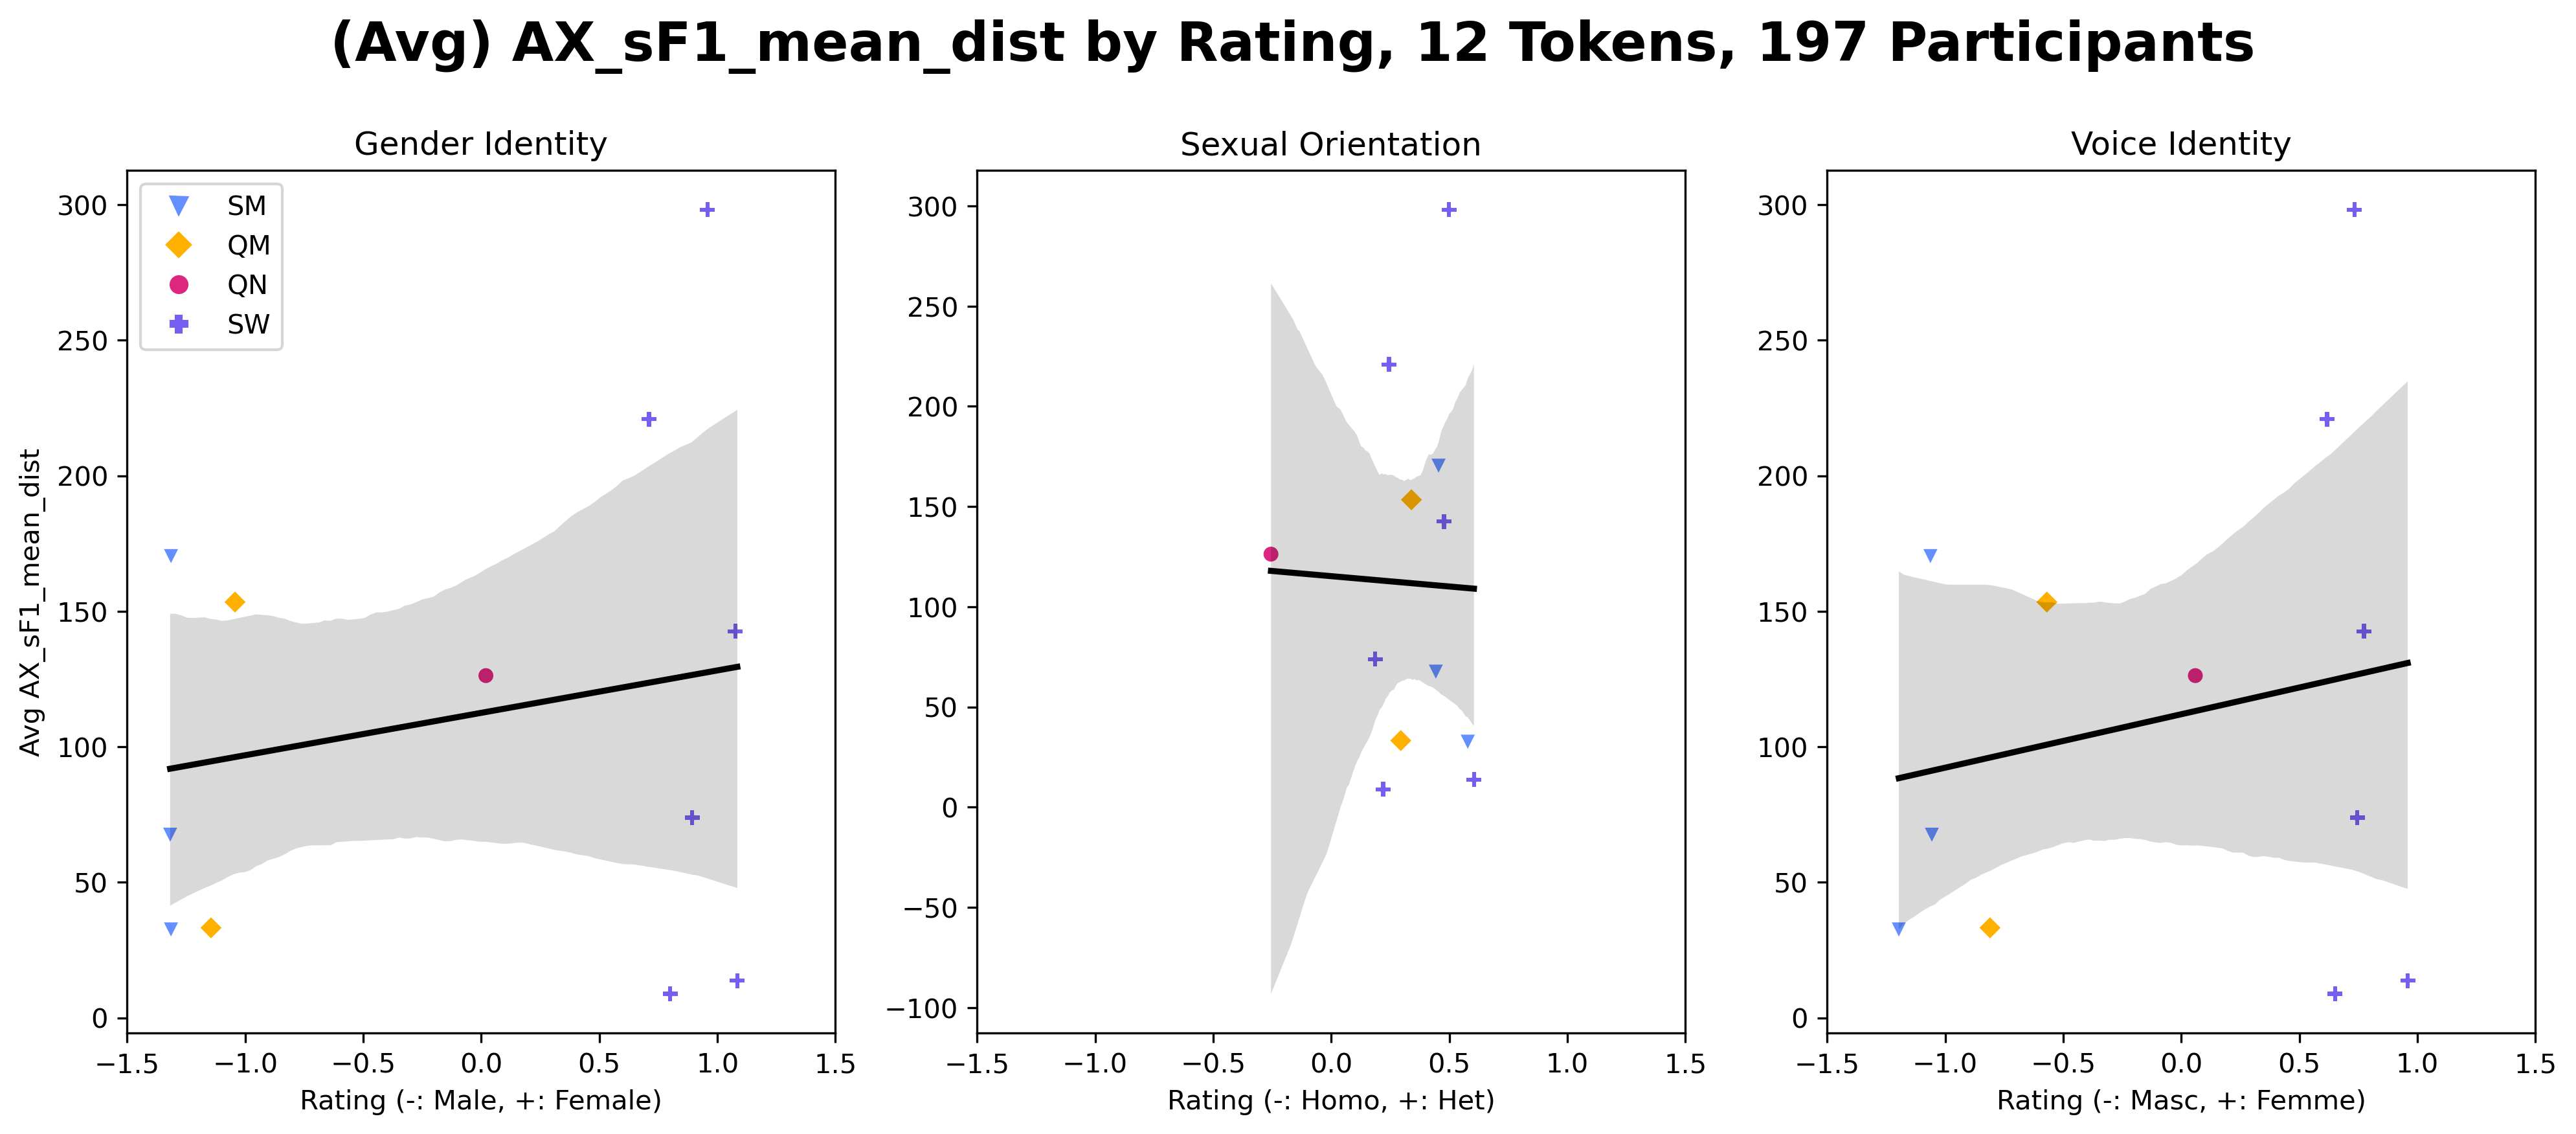 (Avg) AX_sF1_mean_dist by Rating, 12 Tokens, 197 Participants
Gender Identity
Sexual Orientation
Voice Identity
SM
QM
QN
SW
Avg AX_sF1_mean_dist
300
250
200
150
100
50
0
−1.5 −1.0 −0.5 0.0 0.5 1.0 1.5
Rating (-: Male, +: Female)
300
250
200
150
100
50
0
−50
−100
−1.5 −1.0 −0.5 0.0 0.5 1.0 1.5
Rating (-: Homo, +: Het)
300
250
200
150
100
50
0
−1.5 −1.0 −0.5 0.0 0.5 1.0 1.5
Rating (-: Masc, +: Femme)